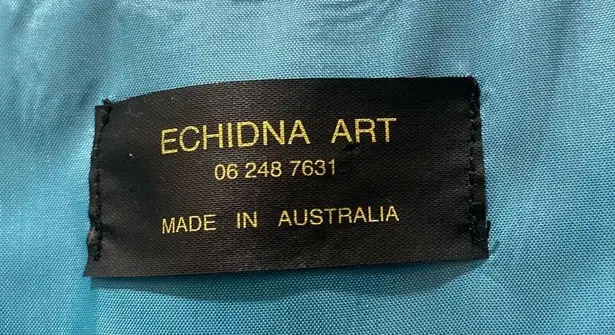 ECHIDNA ART
06 248 7631
MADE IN AUSTRALIA